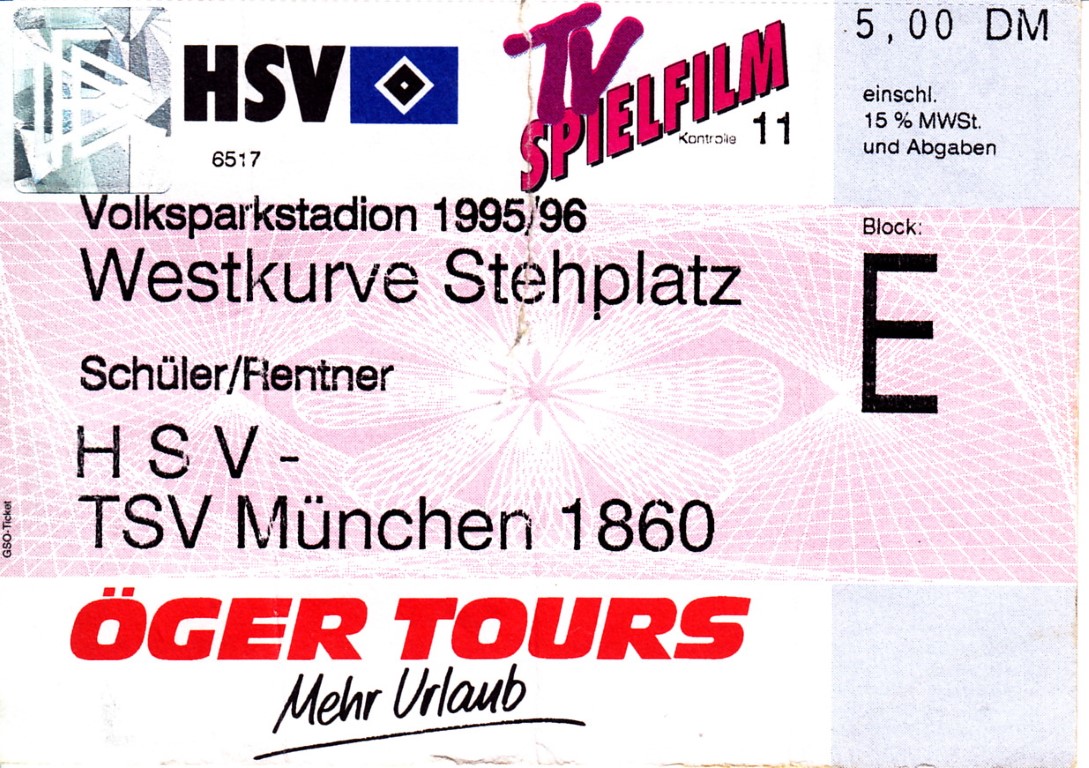 HSV
TV
SPIELFILM
5,00 DM
einschl.
15 % MWSt.
und Abgaben
6517
Kontrolle 11
Volksparkstadion 1995/96
Westkurve Stehplatz
Block:
E
Schüler/Rentner
H S V -
TSV München 1860
GSO-Ticket
ÖGER TOURS
Mehr Urlaub